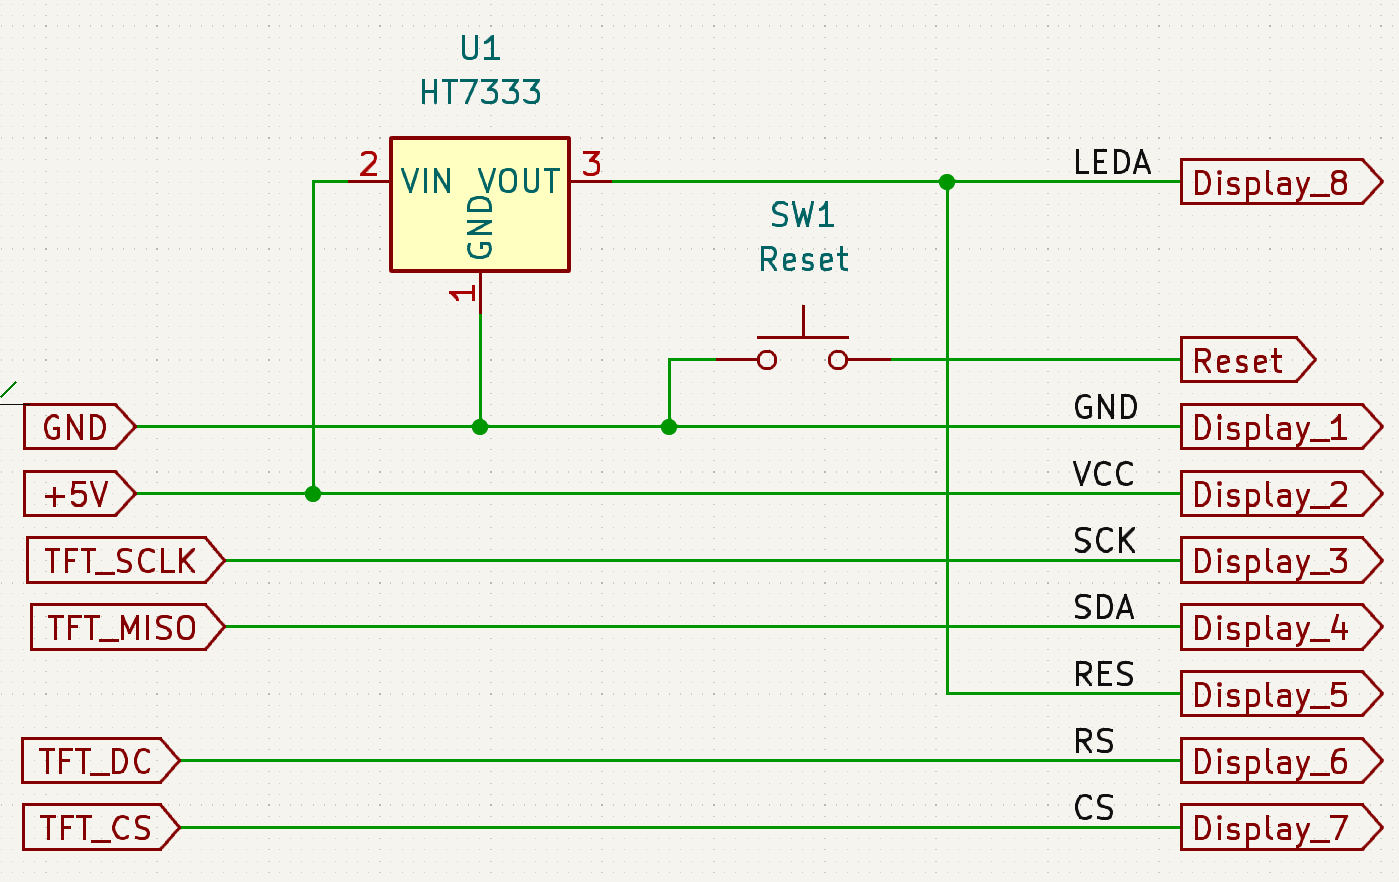 U1
HT7333
2
VIN
VOUT
3
GND
1
LEDA
Display_8
SW1
Reset
Reset
GND
GND
Display_1
+5V
VCC
Display_2
TFT_SCLK
SCK
Display_3
TFT_MISO
SDA
Display_4
RES
Display_5
TFT_DC
RS
Display_6
TFT_CS
CS
Display_7